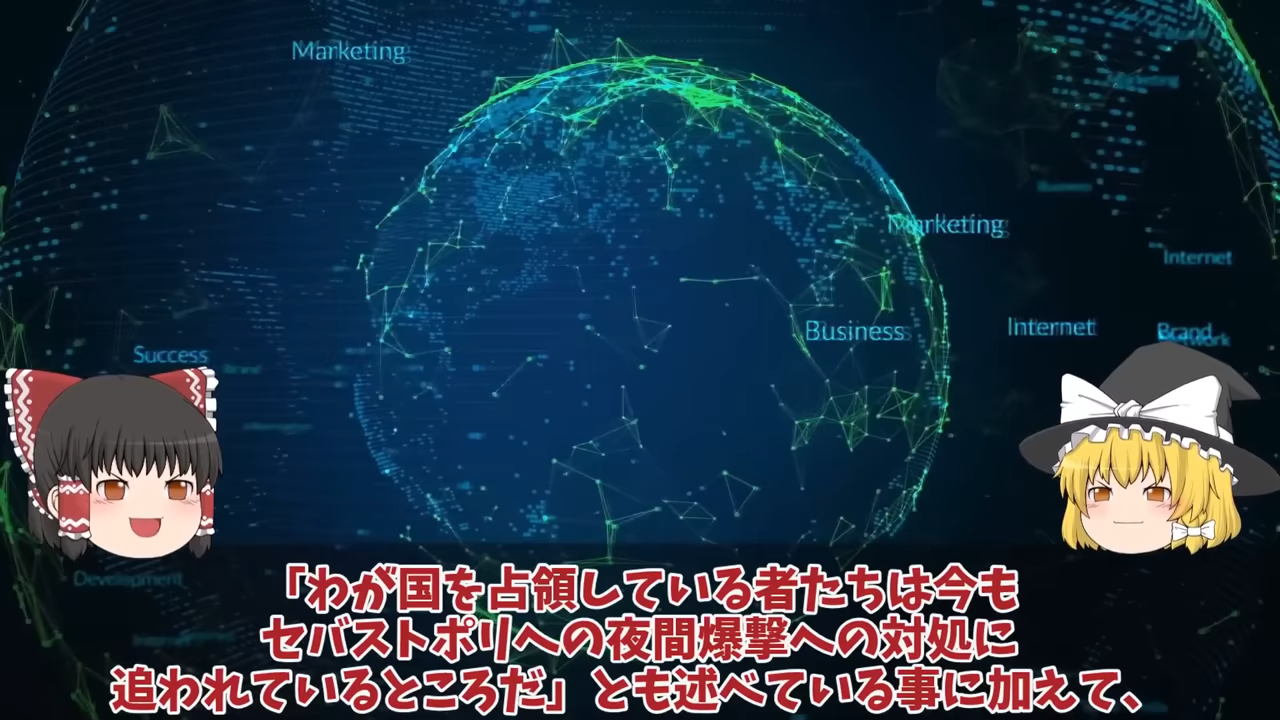 Marketing
Marketing
Internet
Business
Internet
Brand
Success
Development
「わが国を占領している者たちは今も
セバストポリへの夜間爆撃への対処に
追われているところだ」とも述べている事に加えて、